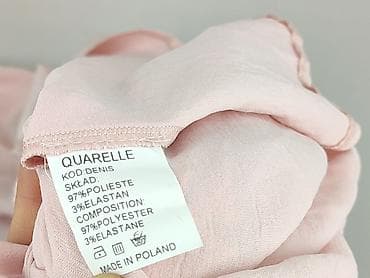 QUARELLE
KOD:DENIS
SKŁAD:
97%POLIESTE
3%ELASTAN
COMPOSITION:
97%POLYESTER
3%ELASTANE
MADE IN POLAND